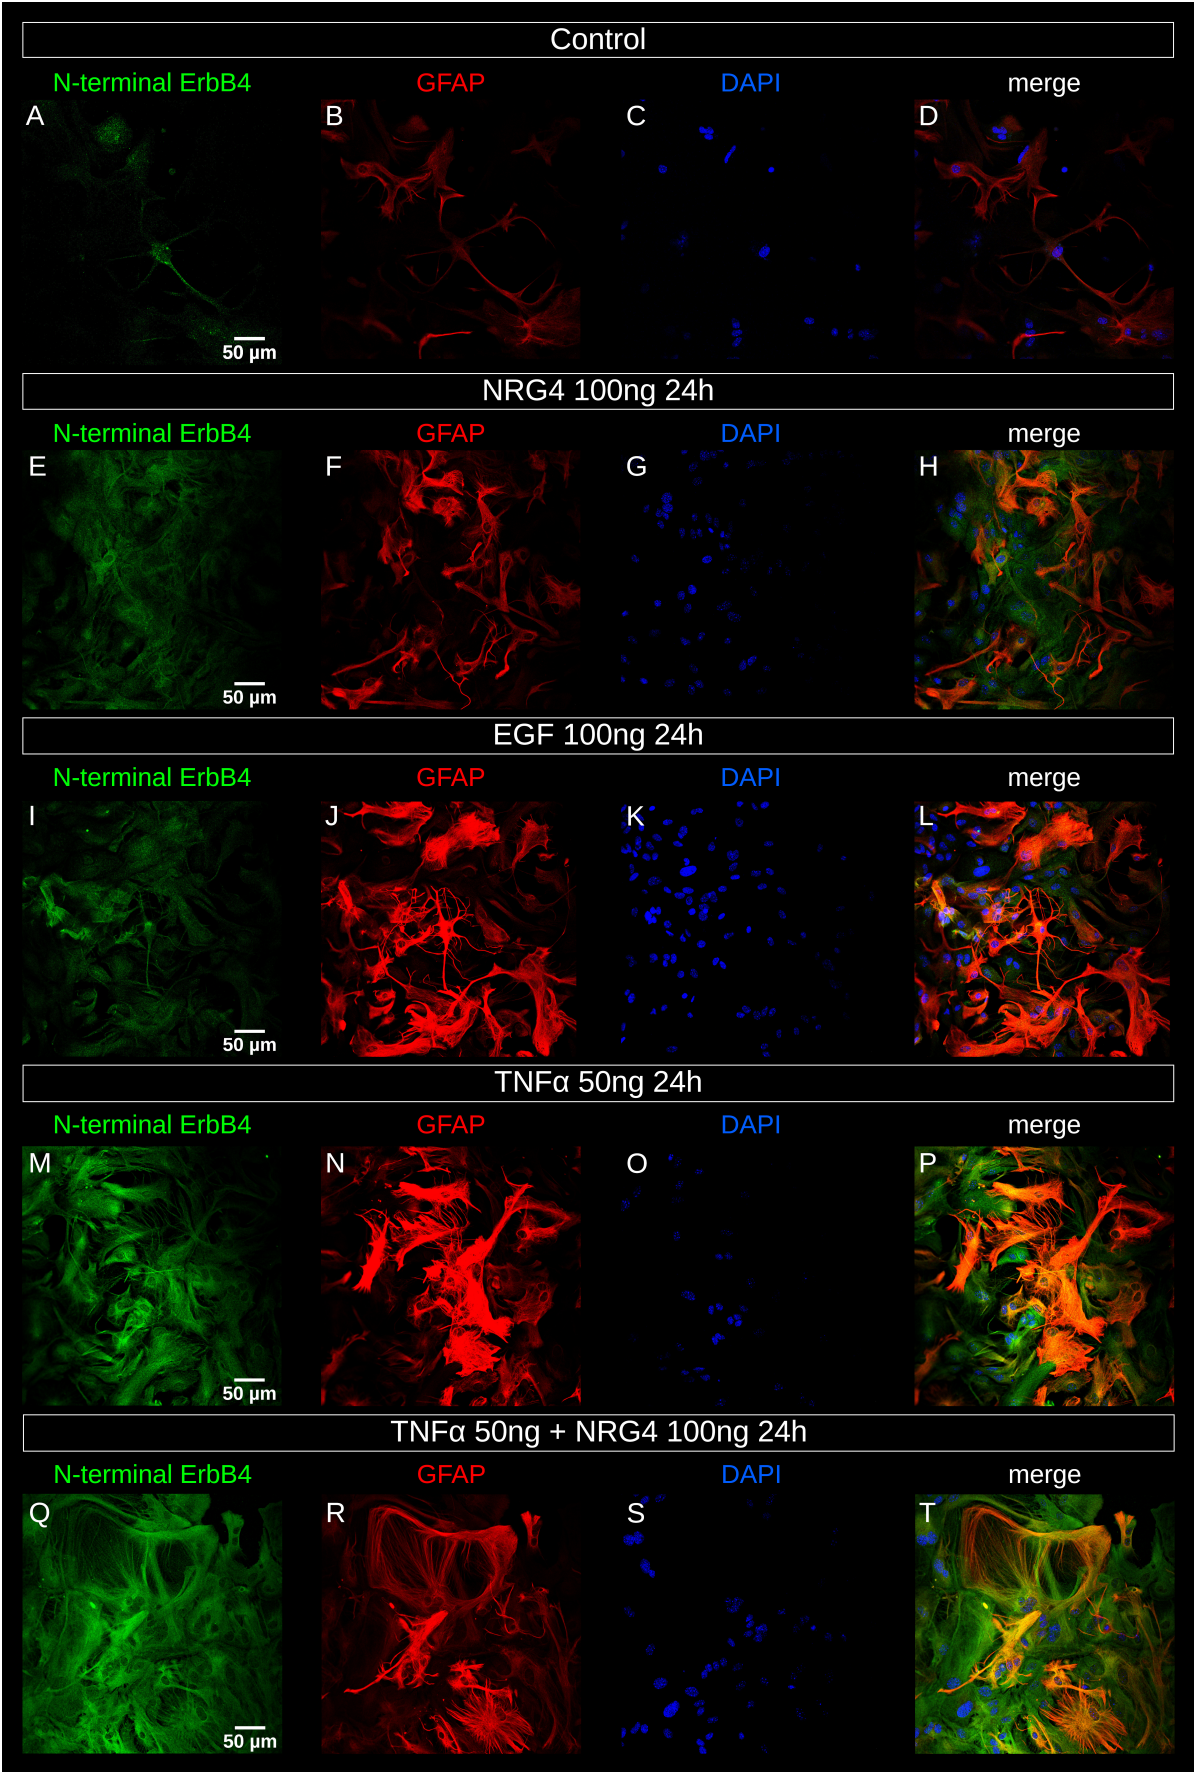 Control
N-terminal ErbB4 GFAP DAPI merge
A B C D
50 µm
NRG4 100ng 24h
N-terminal ErbB4 GFAP DAPI merge
E F G H
50 µm
EGF 100ng 24h
N-terminal ErbB4 GFAP DAPI merge
I J K L
50 µm
TNFα 50ng 24h
N-terminal ErbB4 GFAP DAPI merge
M N O P
50 µm
TNFα 50ng + NRG4 100ng 24h
N-terminal ErbB4 GFAP DAPI merge
Q R S T
50 µm